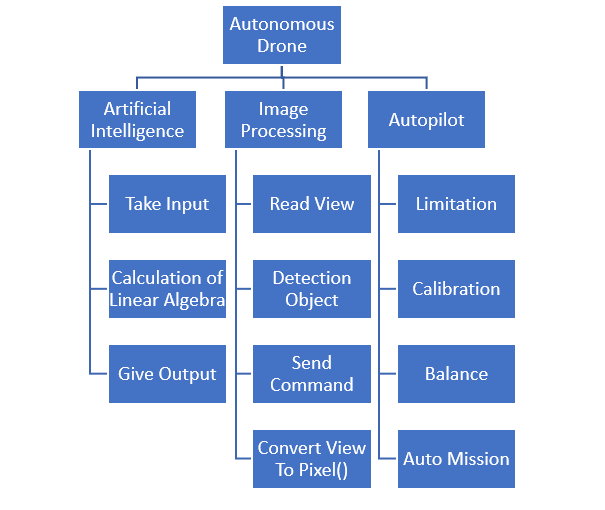 Autonomous
Drone
Artificial
Intelligence
Image
Processing
Autopilot
Take Input
Read View
Limitation
Calculation of
Linear Algebra
Detection
Object
Calibration
Give Output
Send
Command
Balance
Convert View
To Pixel()
Auto Mission